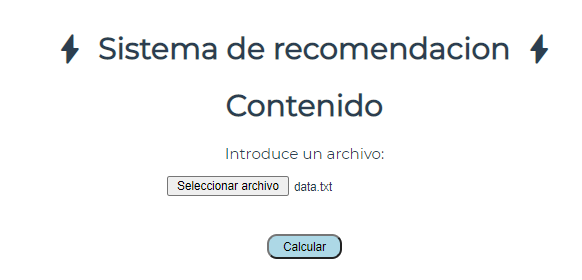 Sistema de recomendacion
Contenido
Introduce un archivo:
Seleccionar archivo data.txt
Calcular